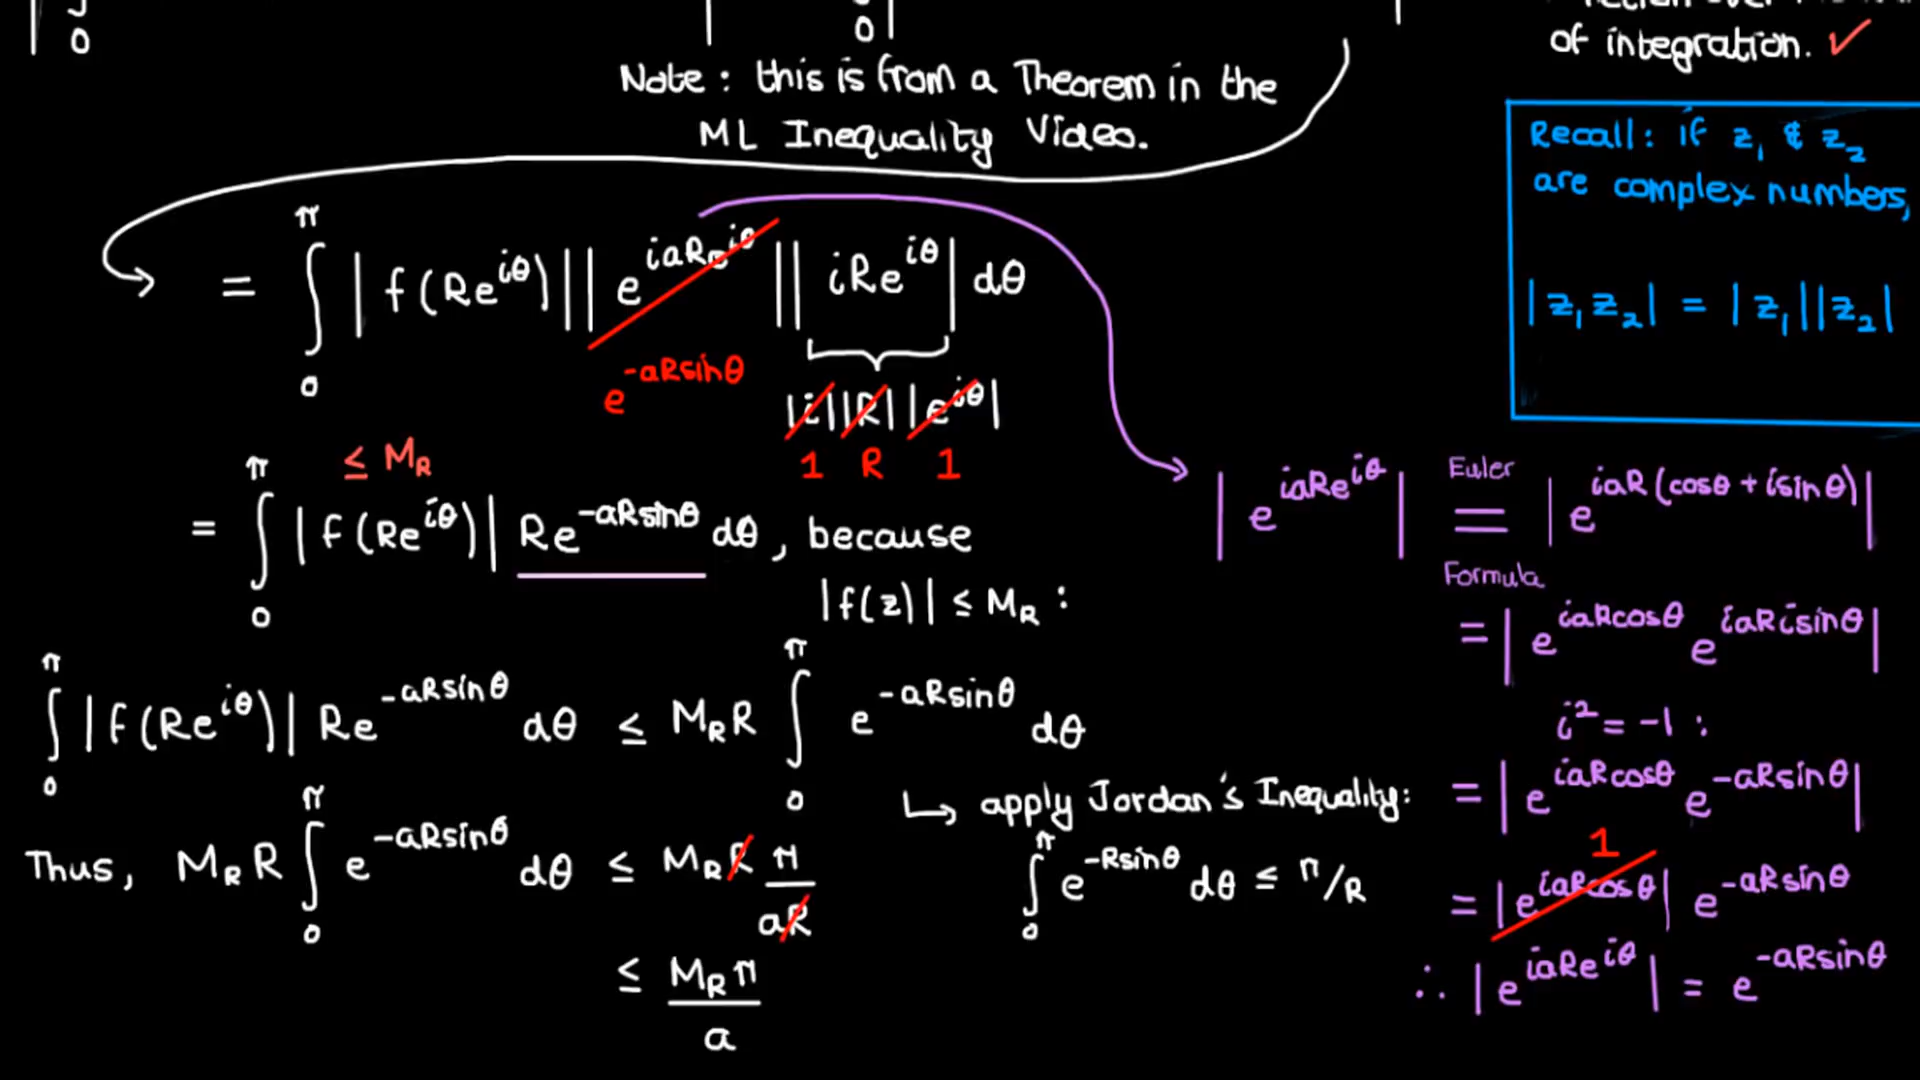 ∫₀
∫₀
of integration. ✓
Note: this is from a Theorem in the
ML Inequality Video.
Recall: if z₁ & z₂
are complex numbers,
|z₁z₂| = |z₁||z₂|
= ∫₀^π |f(Re^{iθ})||e^{iaRe^{iθ}}||iRe^{iθ}|dθ
e^{-aRsinθ}
|i||R||e^{iθ}|
1 R 1
≤ M_R
= ∫₀^π |f(Re^{iθ})| Re^{-aRsinθ} dθ, because
|f(z)| ≤ M_R :
∫₀^π |f(Re^{iθ})| Re^{-aRsinθ} dθ ≤ M_R R ∫₀^π e^{-aRsinθ} dθ
↳ apply Jordan's Inequality:
∫₀^π e^{-Rsinθ} dθ ≤ π/R
Thus, M_R R ∫₀^π e^{-aRsinθ} dθ ≤ M_R R π/aR
≤ M_R π/a
|e^{iaRe^{iθ}}| = |e^{iaR(cosθ + isinθ)}|
Euler
Formula
= |e^{iaRcosθ} e^{iaRisinθ}|
i² = -1 :
= |e^{iaRcosθ} e^{-aRsinθ}|
1
= |e^{iaRcosθ}| e^{-aRsinθ}
∴ |e^{iaRe^{iθ}}| = e^{-aRsinθ}